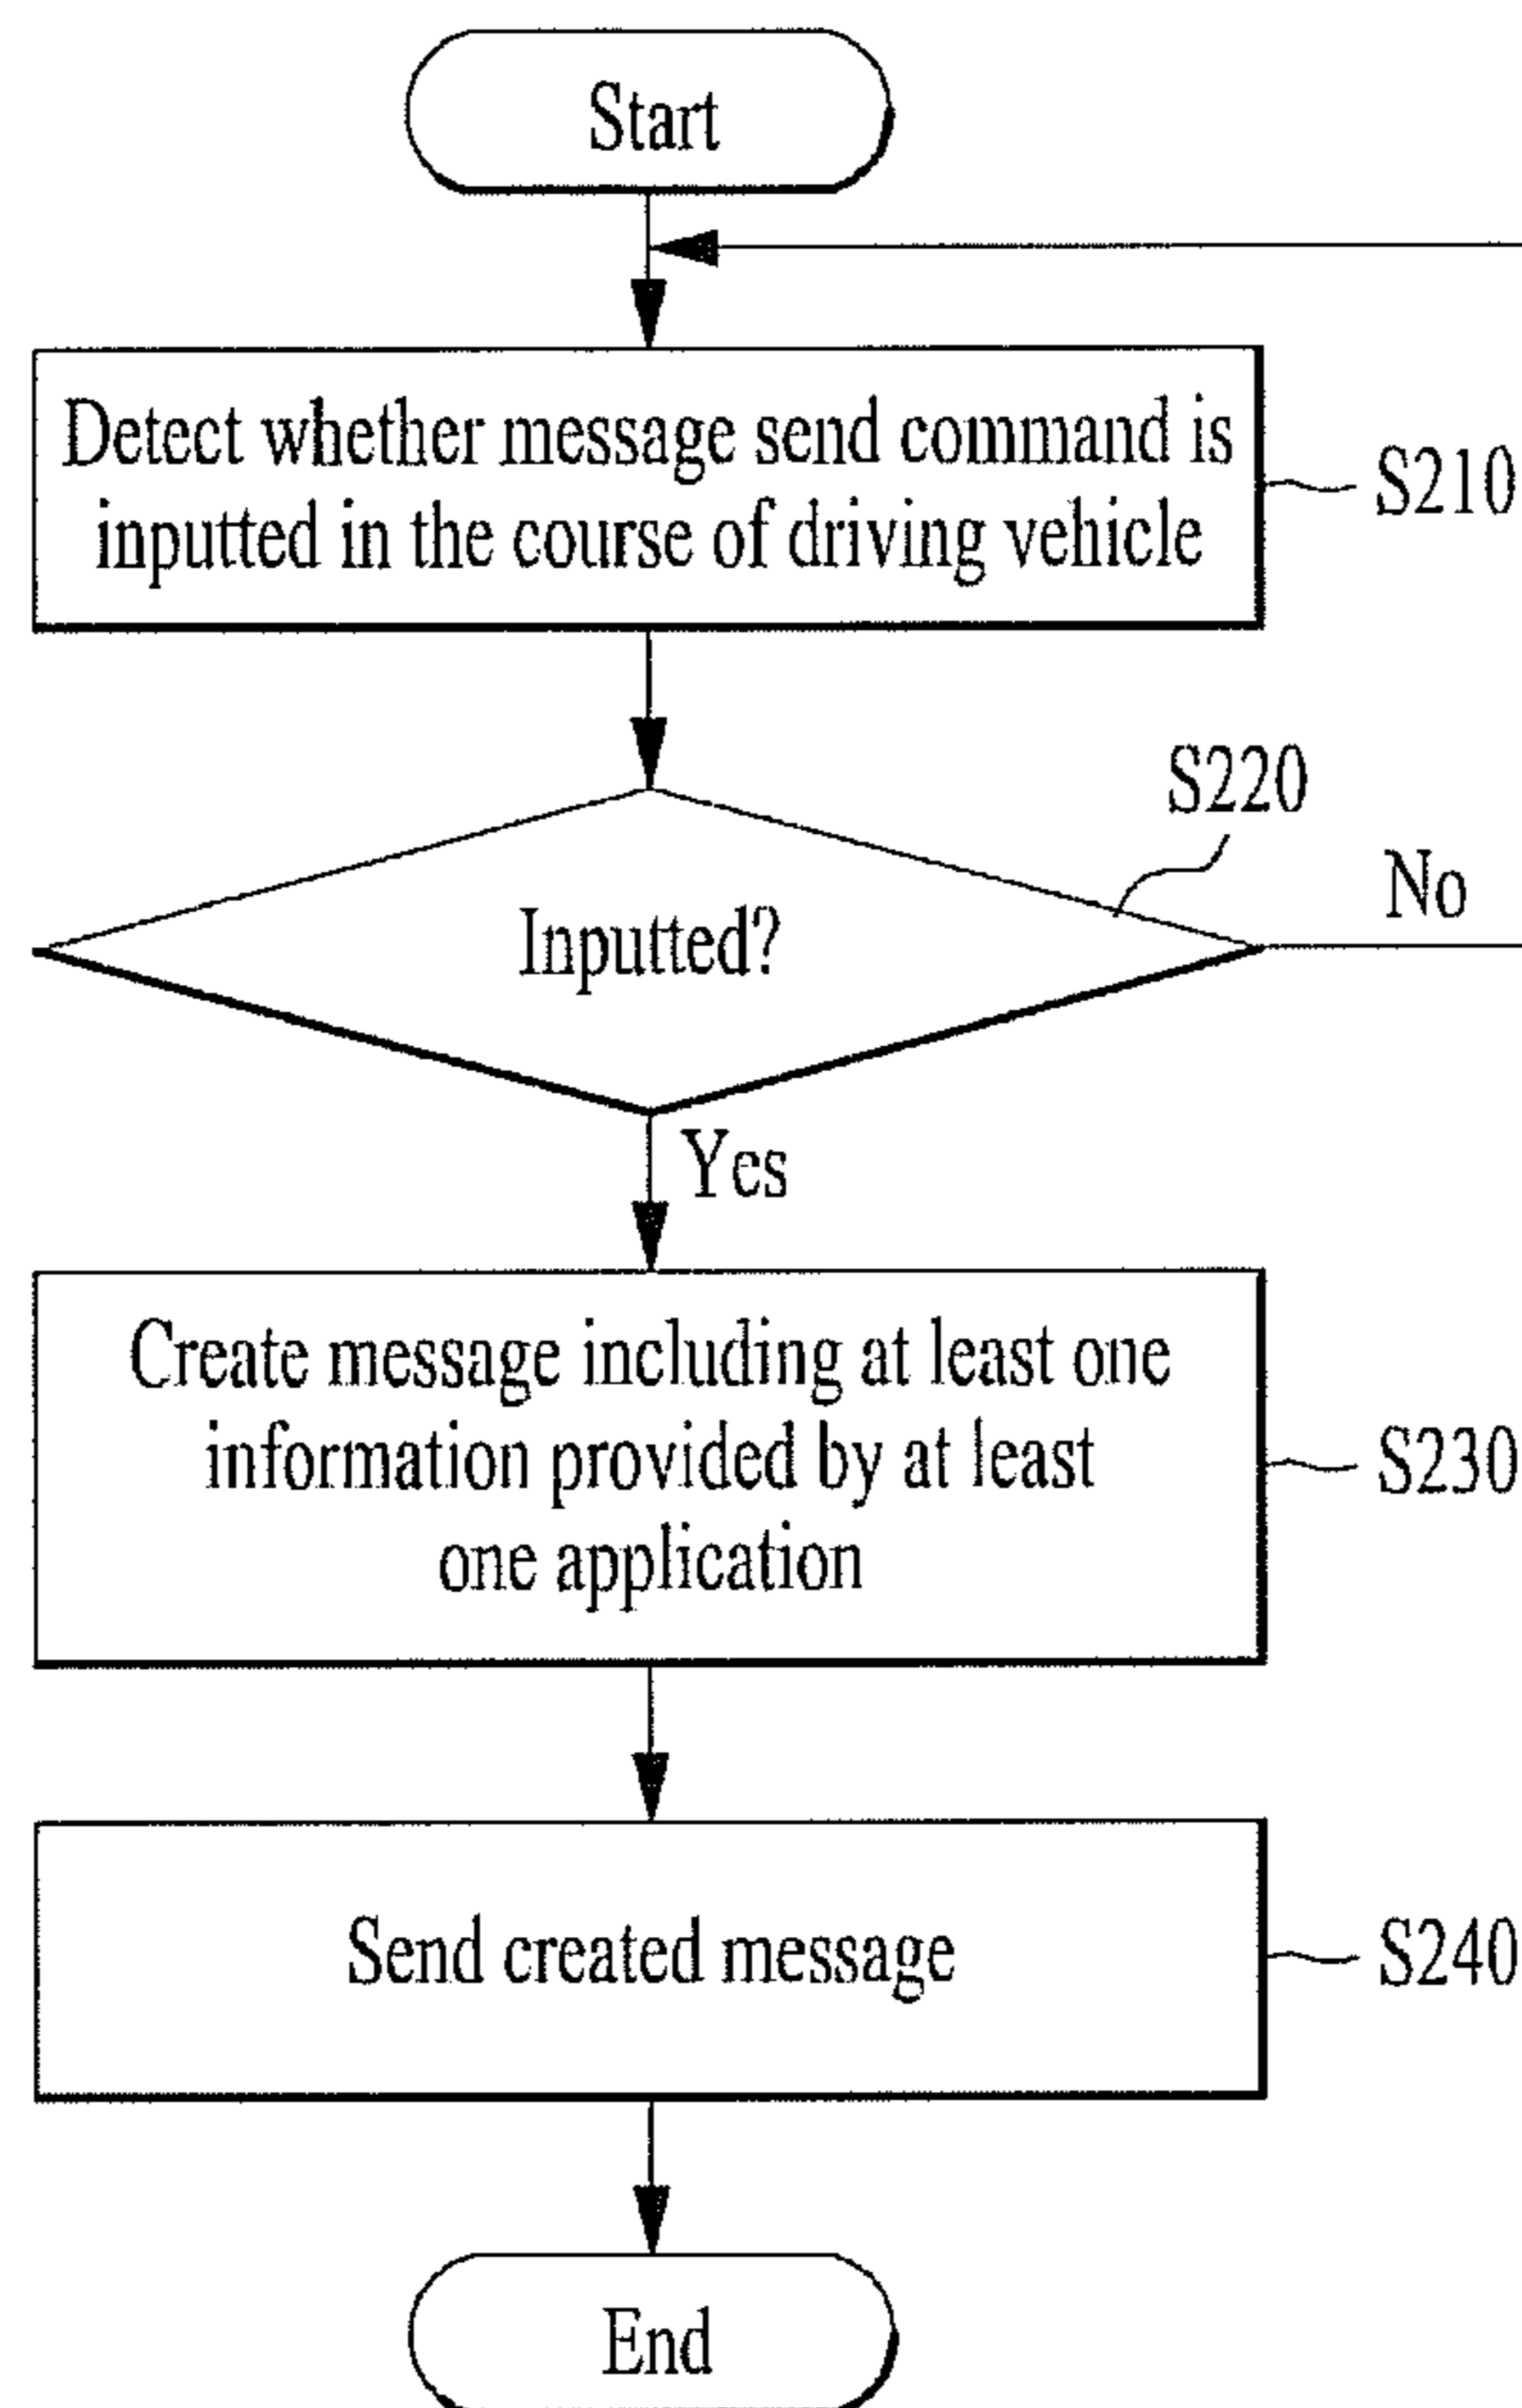 Start
Detect whether message send command is
inputted in the course of driving vehicle
S210
S220
Inputted?
No
Yes
Create message including at least one
information provided by at least
one application
S230
Send created message
S240
End